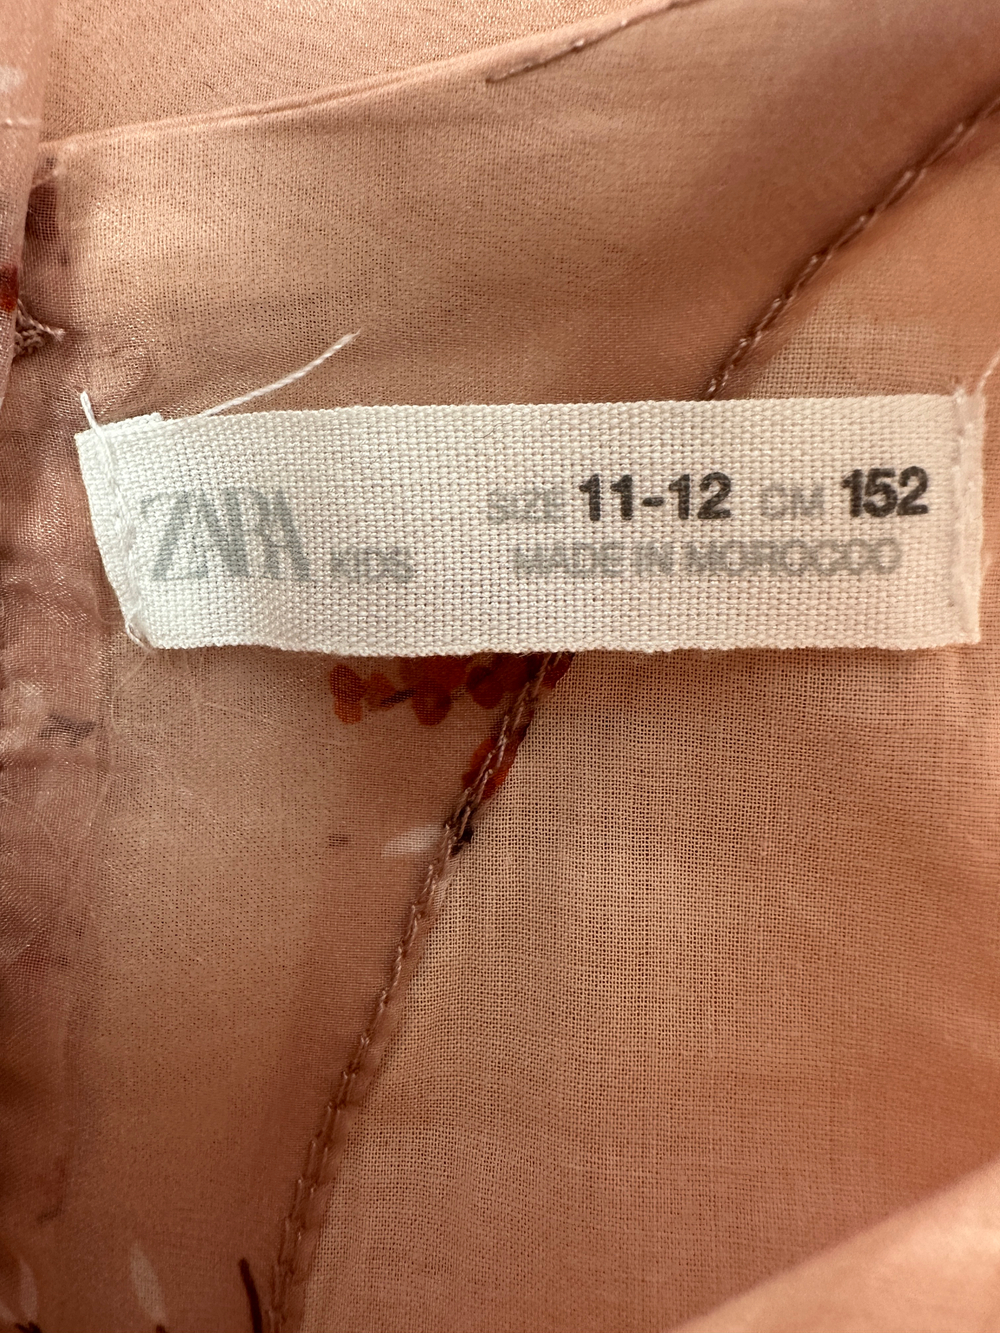 ZARA KIDS
SIZE 11-12 CM 152
MADE IN MOROCCO